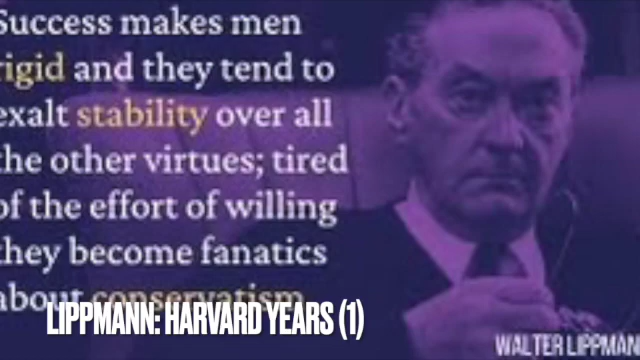 Success makes men
rigid and they tend to
exalt stability over all
the other virtues; tired
of the effort of willing
they become fanatics
about conservatism
LIPPMANN: HARVARD YEARS (1)
WALTER LIPPMAN